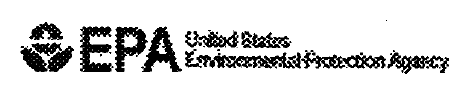 EPA
United States
Environmental Protection Agency